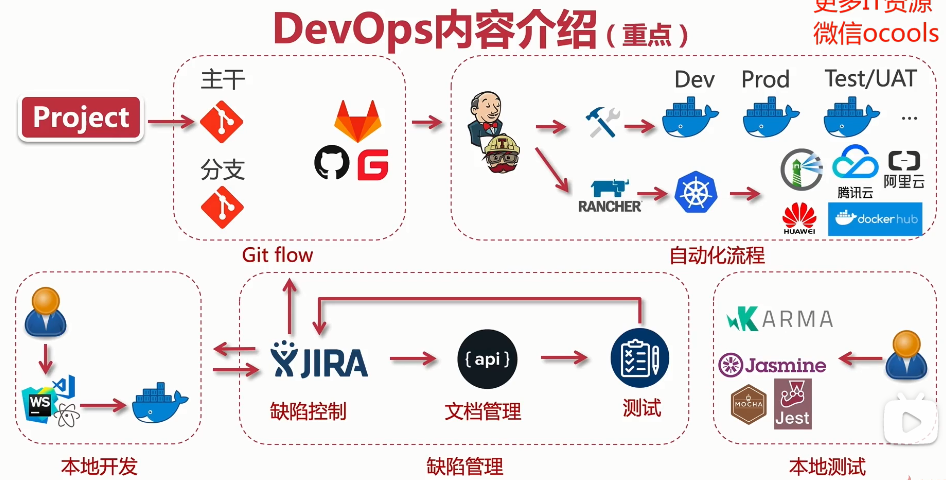 DevOps内容介绍（重点）
更多IT资源
微信ocools
Project
主干
分支
Git flow
Dev
Prod
Test/UAT
...
RANCHER
腾讯云
阿里云
HUAWEI
docker hub
自动化流程
WS
本地开发
JIRA
缺陷控制
{ api }
文档管理
测试
缺陷管理
KARMA
Jasmine
MOCHA
Jest
本地测试